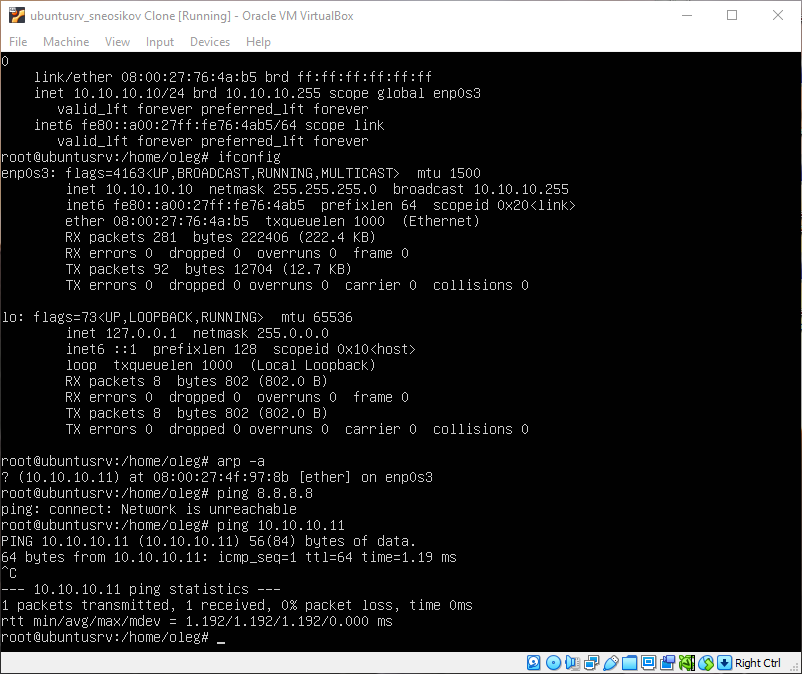 ubuntusrv_sneosikov Clone [Running] - Oracle VM VirtualBox
File Machine View Input Devices Help
0
    link/ether 08:00:27:76:4a:b5 brd ff:ff:ff:ff:ff:ff
    inet 10.10.10.10/24 brd 10.10.10.255 scope global enp0s3
       valid_lft forever preferred_lft forever
    inet6 fe80::a00:27ff:fe76:4ab5/64 scope link
       valid_lft forever preferred_lft forever
root@ubuntusrv:/home/oleg# ifconfig
enp0s3: flags=4163<UP,BROADCAST,RUNNING,MULTICAST>  mtu 1500
        inet 10.10.10.10  netmask 255.255.255.0  broadcast 10.10.10.255
        inet6 fe80::a00:27ff:fe76:4ab5  prefixlen 64  scopeid 0x20<link>
        ether 08:00:27:76:4a:b5  txqueuelen 1000  (Ethernet)
        RX packets 281  bytes 222406 (222.4 KB)
        RX errors 0  dropped 0  overruns 0  frame 0
        TX packets 92  bytes 12704 (12.7 KB)
        TX errors 0  dropped 0 overruns 0  carrier 0  collisions 0
lo: flags=73<UP,LOOPBACK,RUNNING>  mtu 65536
        inet 127.0.0.1  netmask 255.0.0.0
        inet6 ::1  prefixlen 128  scopeid 0x10<host>
        loop  txqueuelen 1000  (Local Loopback)
        RX packets 8  bytes 802 (802.0 B)
        RX errors 0  dropped 0  overruns 0  frame 0
        TX packets 8  bytes 802 (802.0 B)
        TX errors 0  dropped 0 overruns 0  carrier 0  collisions 0
root@ubuntusrv:/home/oleg# arp -a
? (10.10.10.11) at 08:00:27:4f:97:8b [ether] on enp0s3
root@ubuntusrv:/home/oleg# ping 8.8.8.8
ping: connect: Network is unreachable
root@ubuntusrv:/home/oleg# ping 10.10.10.11
PING 10.10.10.11 (10.10.10.11) 56(84) bytes of data.
64 bytes from 10.10.10.11: icmp_seq=1 ttl=64 time=1.19 ms
^C
--- 10.10.10.11 ping statistics ---
1 packets transmitted, 1 received, 0% packet loss, time 0ms
rtt min/avg/max/mdev = 1.192/1.192/1.192/0.000 ms
root@ubuntusrv:/home/oleg# _
Right Ctrl